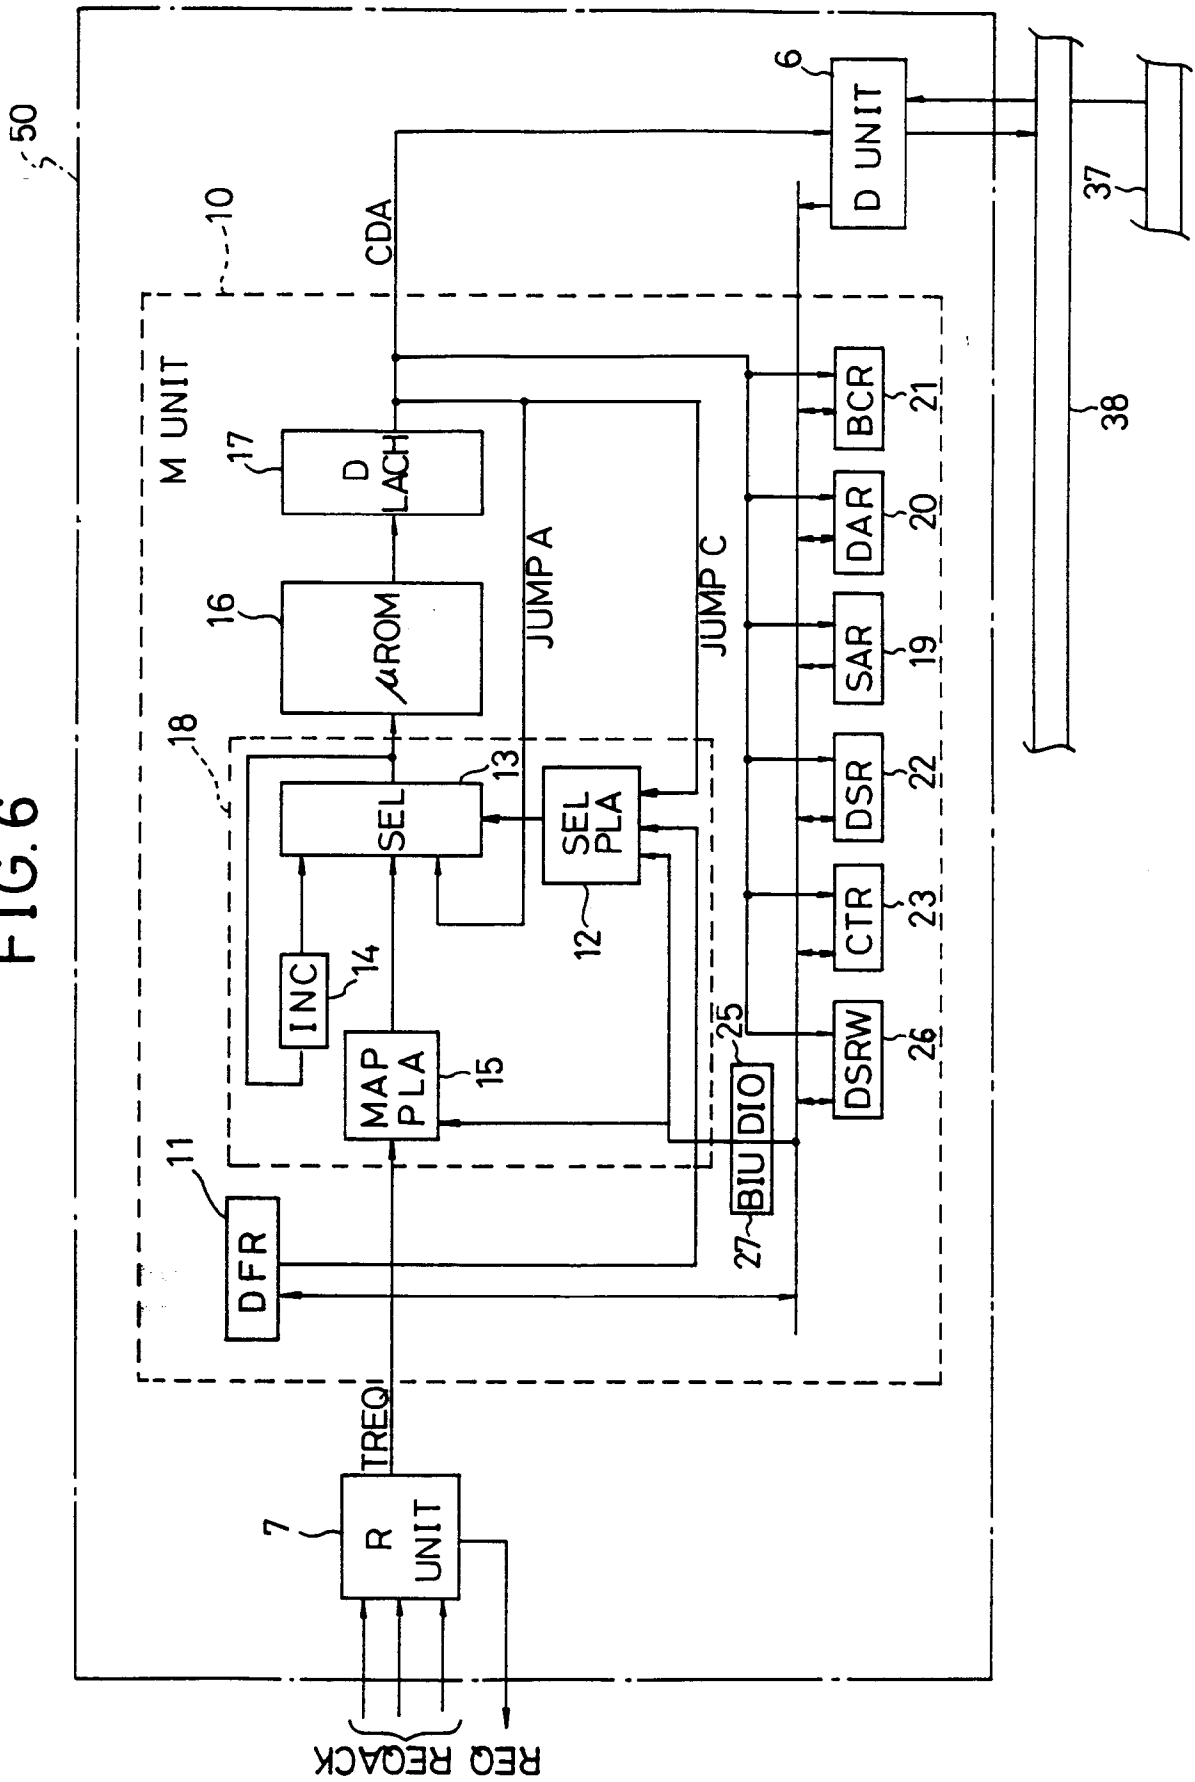 FIG. 6
50
10
M UNIT
18
11
DFR
INC
14
MAP
PLA
15
SEL
13
SEL
PLA
12
16
μROM
17
D
LACH
CDA
JUMP A
JUMP C
7
R
UNIT
TREQ
REQ REQACK
BIU DIO
27
25
DSRW
26
CTR
23
DSR
22
SAR
19
DAR
20
BCR
21
6
D UNIT
38
37